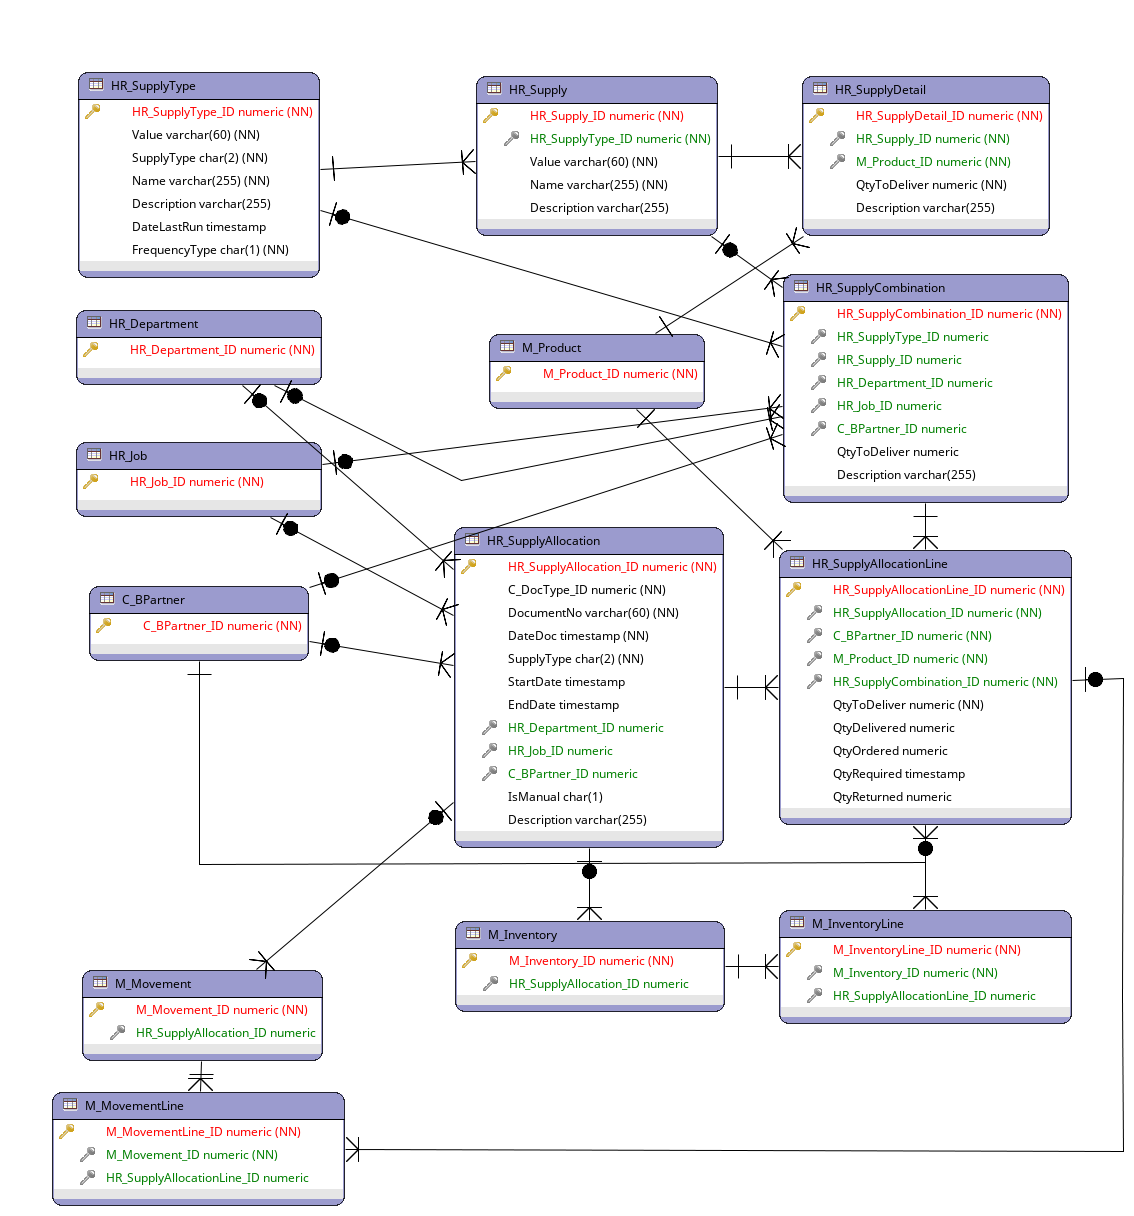 HR_SupplyType
HR_SupplyType_ID numeric (NN)
Value varchar(60) (NN)
SupplyType char(2) (NN)
Name varchar(255) (NN)
Description varchar(255)
DateLastRun timestamp
FrequencyType char(1) (NN)
HR_Supply
HR_Supply_ID numeric (NN)
HR_SupplyType_ID numeric (NN)
Value varchar(60) (NN)
Name varchar(255) (NN)
Description varchar(255)
HR_SupplyDetail
HR_SupplyDetail_ID numeric (NN)
HR_Supply_ID numeric (NN)
M_Product_ID numeric (NN)
QtyToDeliver numeric (NN)
Description varchar(255)
HR_Department
HR_Department_ID numeric (NN)
M_Product
M_Product_ID numeric (NN)
HR_SupplyCombination
HR_SupplyCombination_ID numeric (NN)
HR_SupplyType_ID numeric
HR_Supply_ID numeric
HR_Department_ID numeric
HR_Job_ID numeric
C_BPartner_ID numeric
QtyToDeliver numeric
Description varchar(255)
HR_Job
HR_Job_ID numeric (NN)
C_BPartner
C_BPartner_ID numeric (NN)
HR_SupplyAllocation
HR_SupplyAllocation_ID numeric (NN)
C_DocType_ID numeric (NN)
DocumentNo varchar(60) (NN)
DateDoc timestamp (NN)
SupplyType char(2) (NN)
StartDate timestamp
EndDate timestamp
HR_Department_ID numeric
HR_Job_ID numeric
C_BPartner_ID numeric
IsManual char(1)
Description varchar(255)
HR_SupplyAllocationLine
HR_SupplyAllocationLine_ID numeric (NN)
HR_SupplyAllocation_ID numeric (NN)
C_BPartner_ID numeric (NN)
M_Product_ID numeric (NN)
HR_SupplyCombination_ID numeric (NN)
QtyToDeliver numeric (NN)
QtyDelivered numeric
QtyOrdered numeric
QtyRequired timestamp
QtyReturned numeric
M_Inventory
M_Inventory_ID numeric (NN)
HR_SupplyAllocation_ID numeric
M_InventoryLine
M_InventoryLine_ID numeric (NN)
M_Inventory_ID numeric (NN)
HR_SupplyAllocationLine_ID numeric
M_Movement
M_Movement_ID numeric (NN)
HR_SupplyAllocation_ID numeric
M_MovementLine
M_MovementLine_ID numeric (NN)
M_Movement_ID numeric (NN)
HR_SupplyAllocationLine_ID numeric